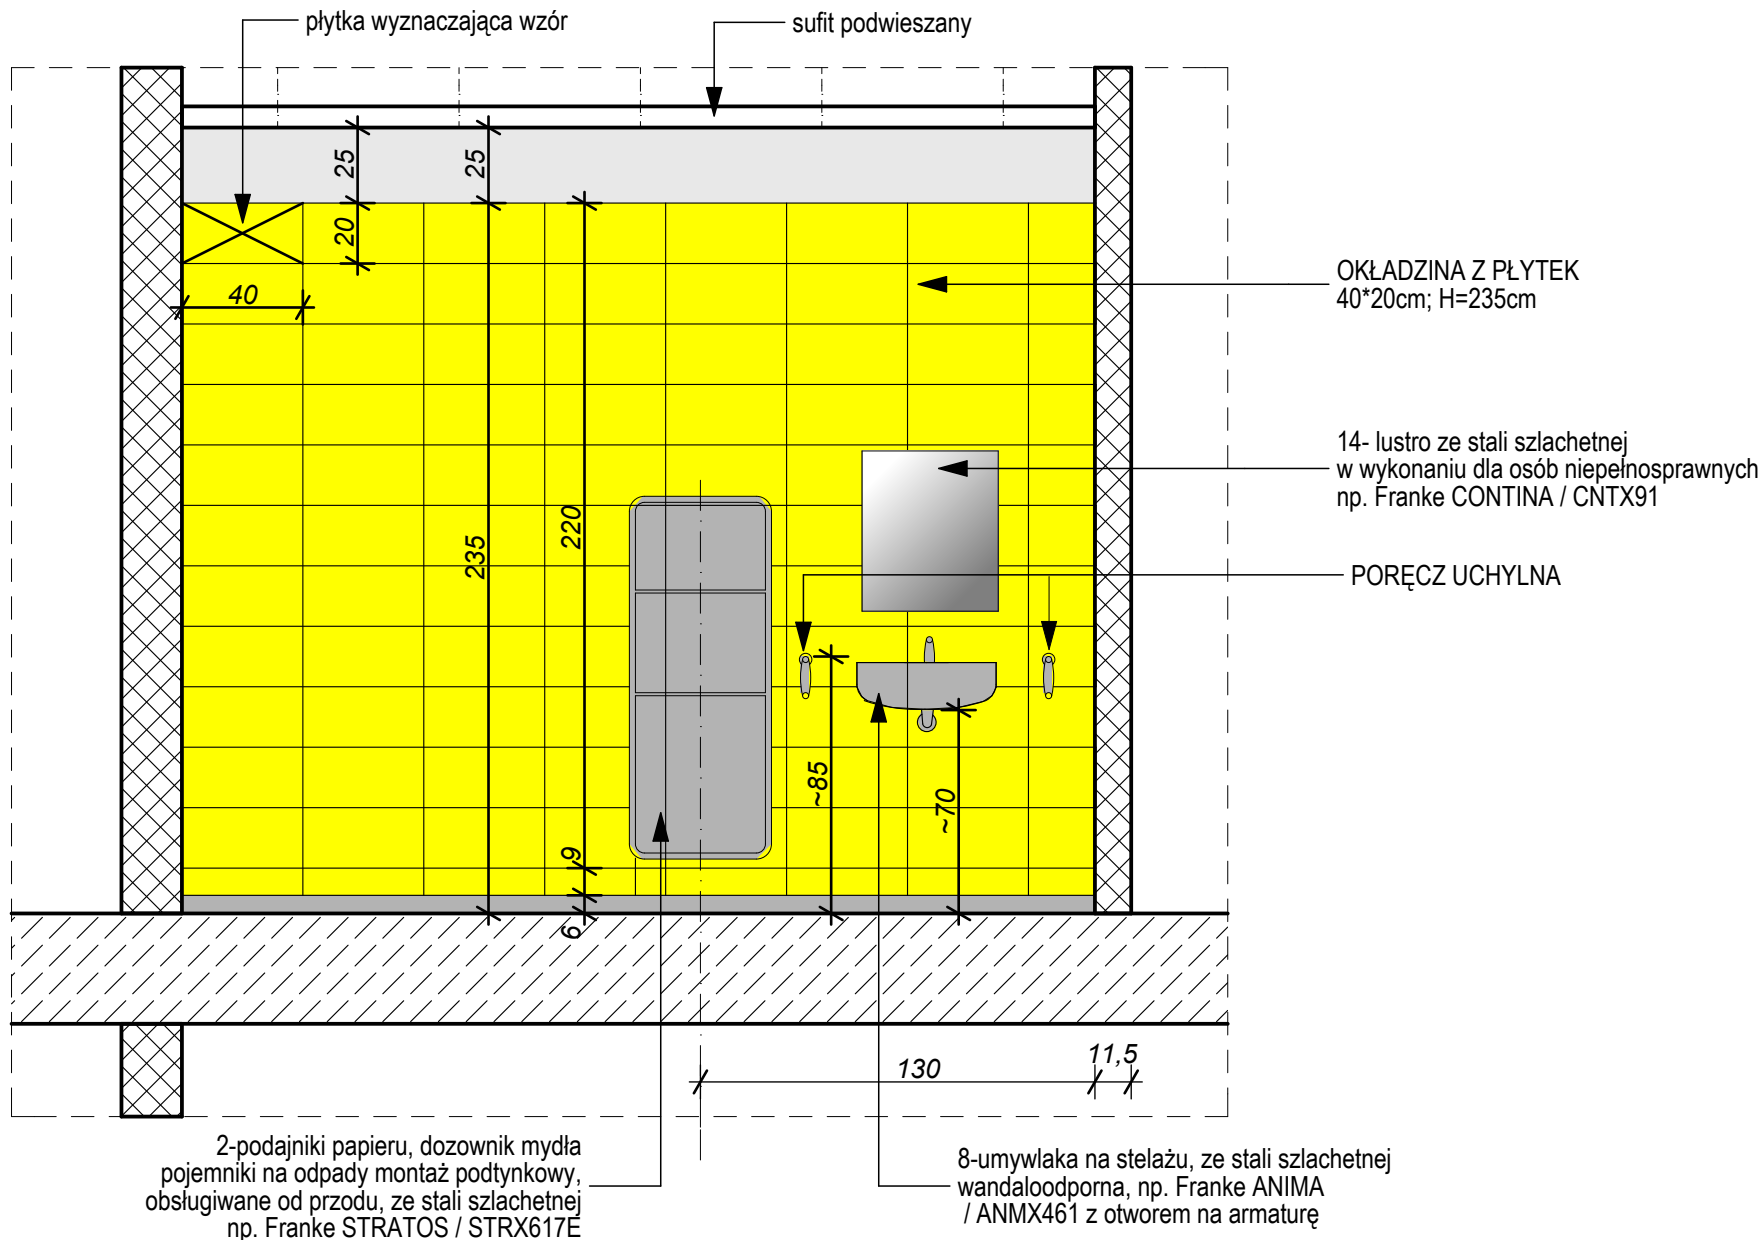 płytka wyznaczająca wzór
sufit podwieszany
25
25
20
40
OKŁADZINA Z PŁYTEK
40*20cm; H=235cm
14- lustro ze stali szlachetnej
w wykonaniu dla osób niepełnosprawnych
np. Franke CONTINA / CNTX91
220
235
PORĘCZ UCHYLNA
~85
~70
9
6
130
11,5
2-podajniki papieru, dozownik mydła
pojemniki na odpady montaż podtynkowy,
obsługiwane od przodu, ze stali szlachetnej
np. Franke STRATOS / STRX617E
8-umywlaka na stelażu, ze stali szlachetnej
wandaloodporna, np. Franke ANIMA
/ ANMX461 z otworem na armaturę